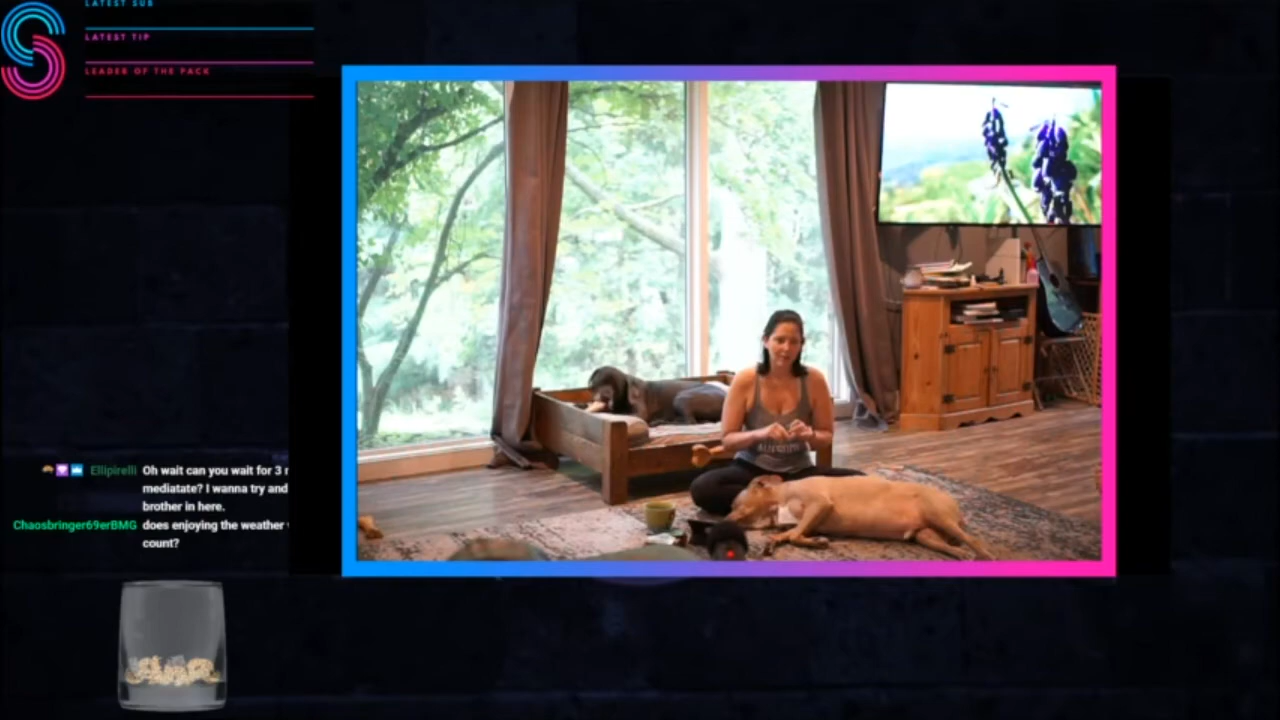 LATEST SUB
LATEST TIP
LEADER OF THE PACK
Ellipirelli Oh wait can you wait for 3
mediatate? I wanna try and
brother in here.
Chaosbringer69erBMG does enjoying the weather
count?